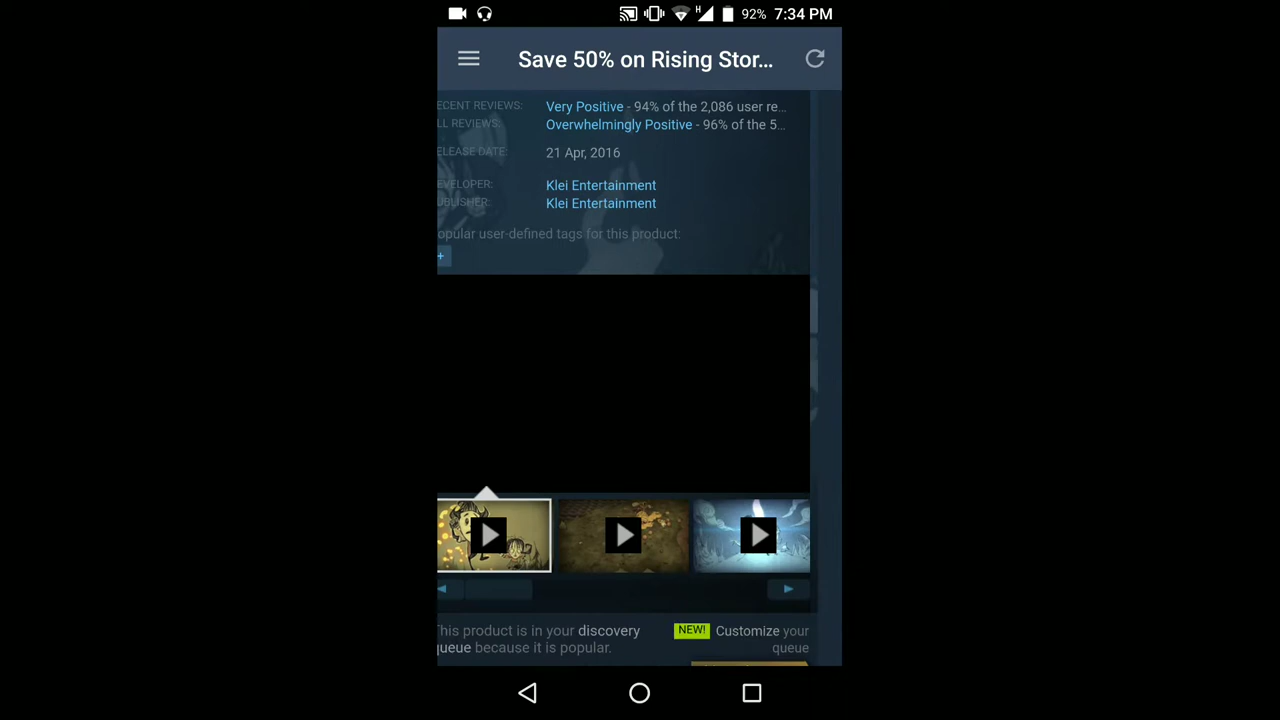 H 92% 7:34 PM
Save 50% on Rising Stor...
ECENT REVIEWS: Very Positive - 94% of the 2,086 user re...
LL REVIEWS: Overwhelmingly Positive - 96% of the 5...
ELEASE DATE: 21 Apr, 2016
EVELOPER: Klei Entertainment
UBLISHER: Klei Entertainment
opular user-defined tags for this product:
+
This product is in your discovery
queue because it is popular.
NEW! Customize your
queue